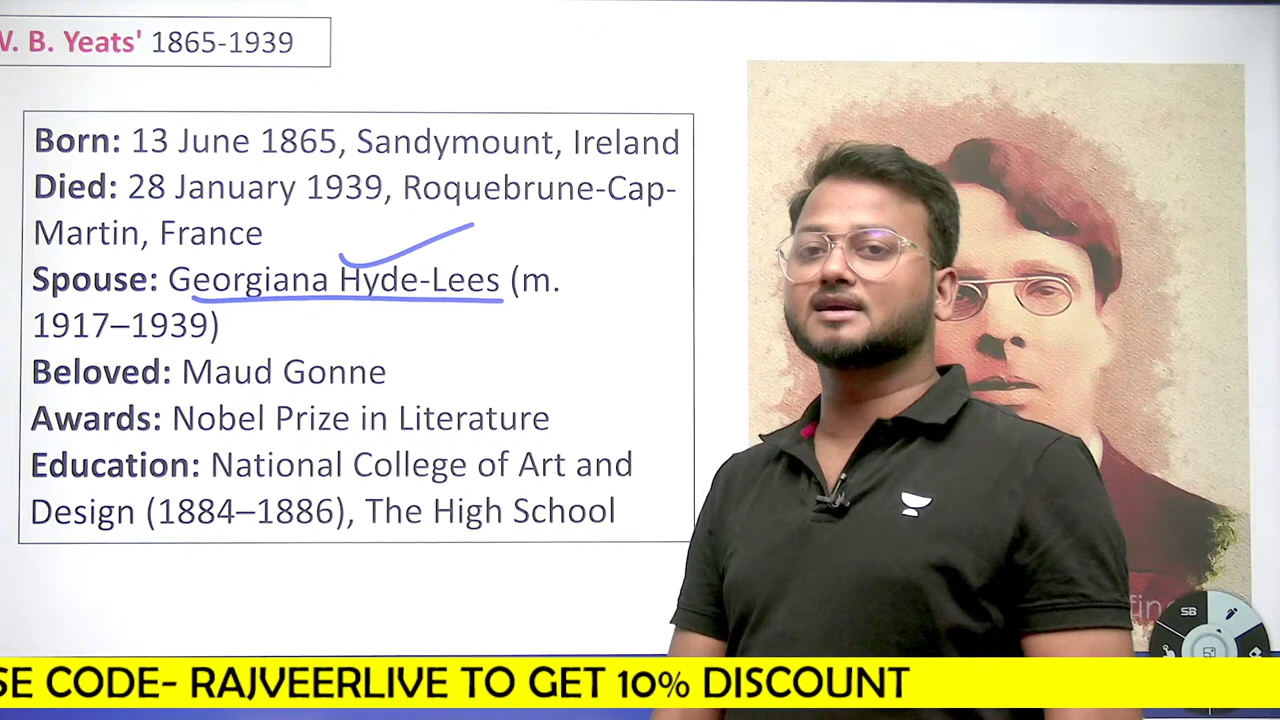 W. B. Yeats' 1865-1939
Born: 13 June 1865, Sandymount, Ireland
Died: 28 January 1939, Roquebrune-Cap-
Martin, France
Spouse: Georgiana Hyde-Lees (m.
1917–1939)
Beloved: Maud Gonne
Awards: Nobel Prize in Literature
Education: National College of Art and
Design (1884–1886), The High School
SB
SE CODE- RAJVEERLIVE TO GET 10% DISCOUNT